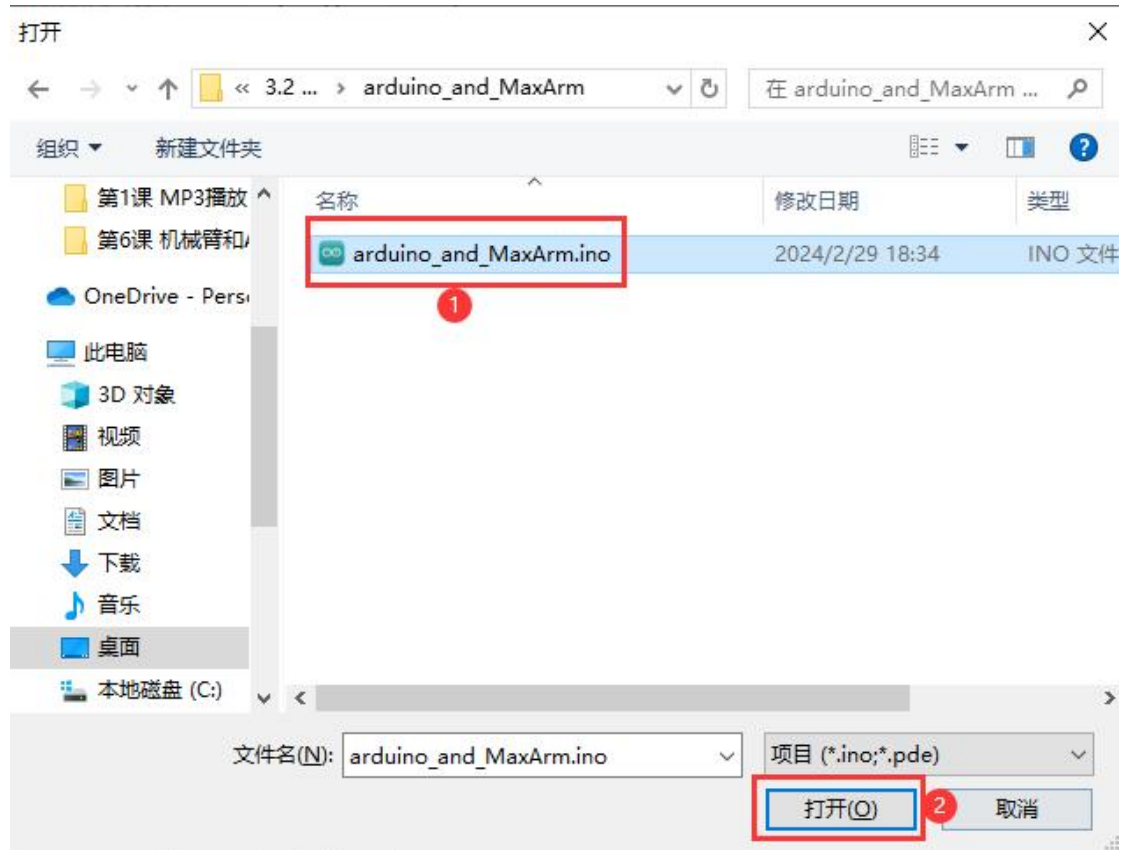 打开
« 3.2 ... › arduino_and_MaxArm
在 arduino_and_MaxArm ...
组织
新建文件夹
?
第1课 MP3播放
第6课 机械臂和
OneDrive - Pers
此电脑
3D 对象
视频
图片
文档
下载
音乐
桌面
本地磁盘 (C:)
名称
修改日期
类型
arduino_and_MaxArm.ino
2024/2/29 18:34
INO 文件
1
文件名(N):
arduino_and_MaxArm.ino
项目 (*.ino;*.pde)
打开(O)
2
取消